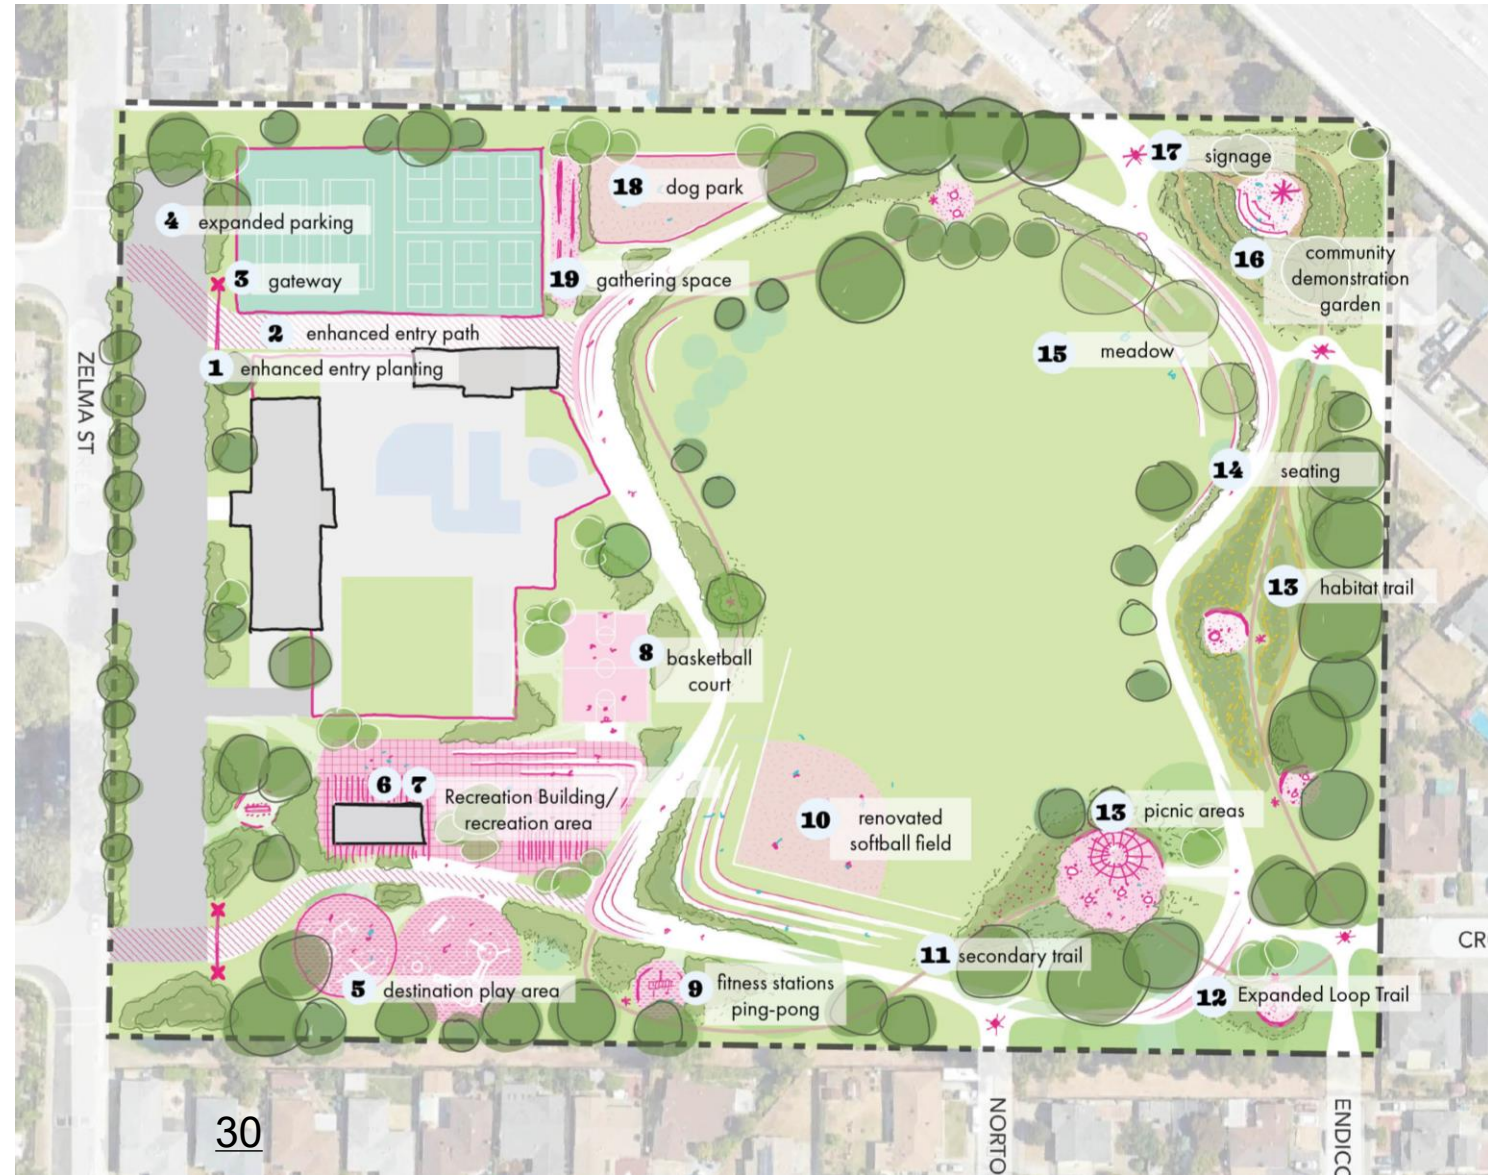 17 signage
18 dog park
4 expanded parking
16 community
demonstration
garden
3 gateway
19 gathering space
2 enhanced entry path
15 meadow
1 enhanced entry planting
ZELMA ST
14 seating
13 habitat trail
8 basketball
court
6 7 Recreation Building/
recreation area
13 picnic areas
10 renovated
softball field
CR
11 secondary trail
5 destination play area
9 fitness stations
ping-pong
12 Expanded Loop Trail
NORTO
ENDIC
30